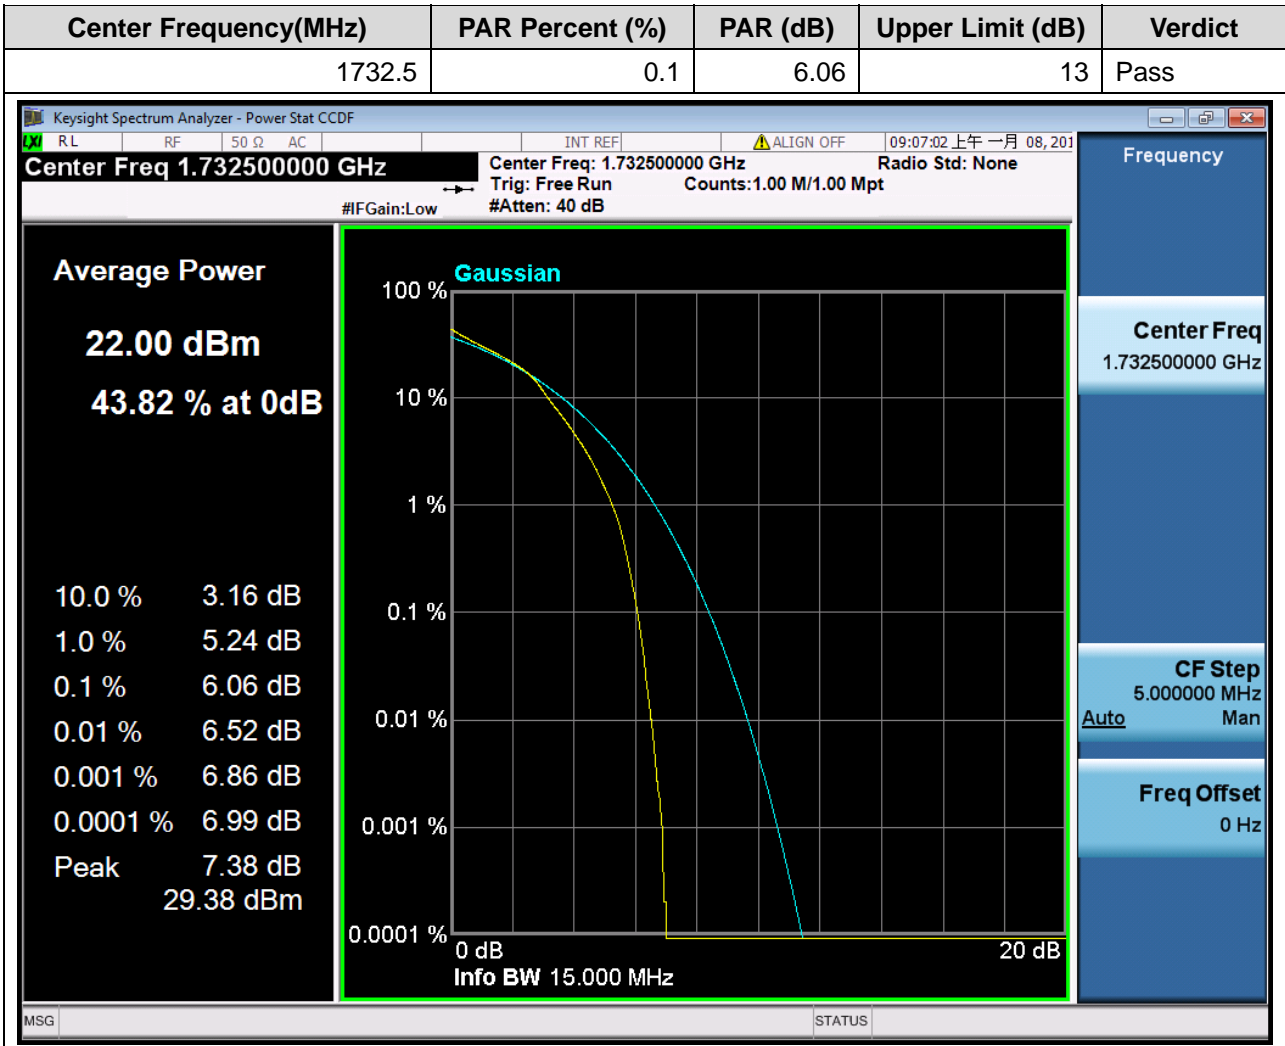 Center Frequency(MHz) PAR Percent (%) PAR (dB) Upper Limit (dB) Verdict
1732.5 0.1 6.06 13 Pass
Keysight Spectrum Analyzer - Power Stat CCDF
LXI RL RF 50 Ω AC INT REF ALIGN OFF 09:07:02 上午 一月 08, 201
Center Freq 1.732500000 GHz
Center Freq: 1.732500000 GHz Radio Std: None
Trig: Free Run Counts:1.00 M/1.00 Mpt
#IFGain:Low #Atten: 40 dB
Frequency
Average Power
22.00 dBm
43.82 % at 0dB
10.0 % 3.16 dB
1.0 % 5.24 dB
0.1 % 6.06 dB
0.01 % 6.52 dB
0.001 % 6.86 dB
0.0001 % 6.99 dB
Peak 7.38 dB
29.38 dBm
Gaussian
100 %
10 %
1 %
0.1 %
0.01 %
0.001 %
0.0001 %
0 dB 20 dB
Info BW 15.000 MHz
Center Freq
1.732500000 GHz
CF Step
5.000000 MHz
Auto Man
Freq Offset
0 Hz
MSG STATUS